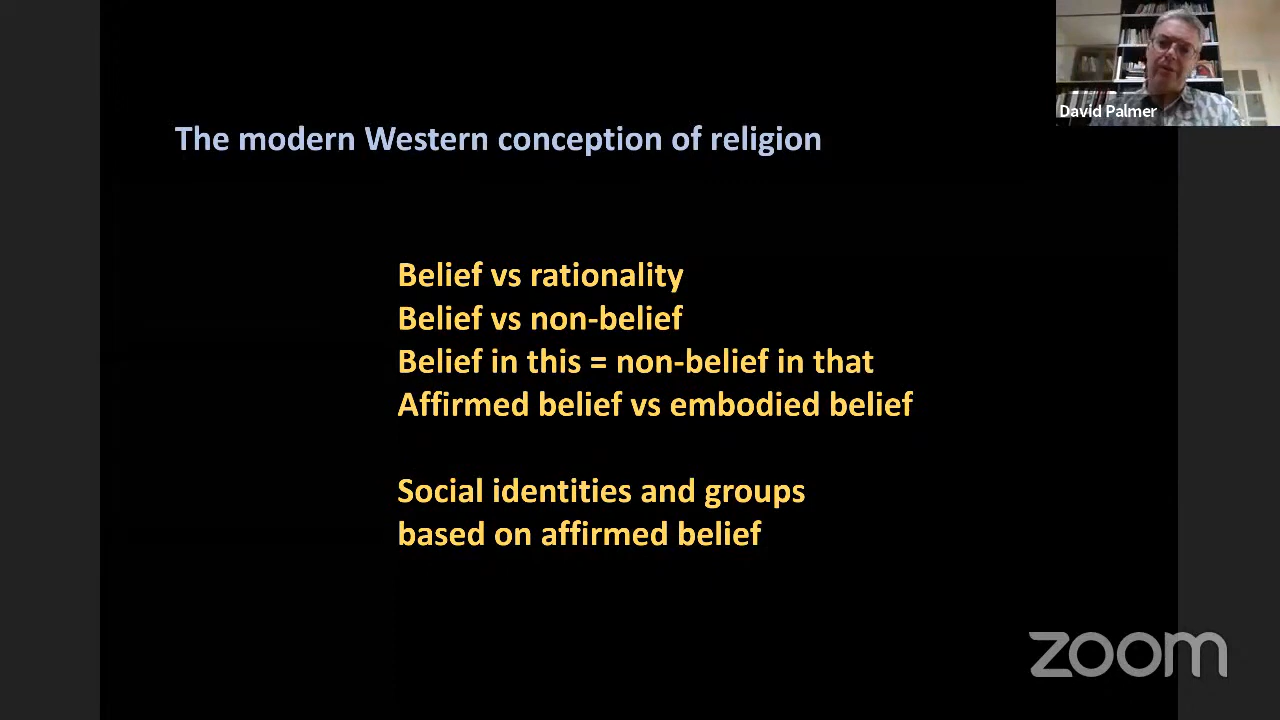 David Palmer
The modern Western conception of religion
Belief vs rationality
Belief vs non-belief
Belief in this = non-belief in that
Affirmed belief vs embodied belief
Social identities and groups
based on affirmed belief
zoom